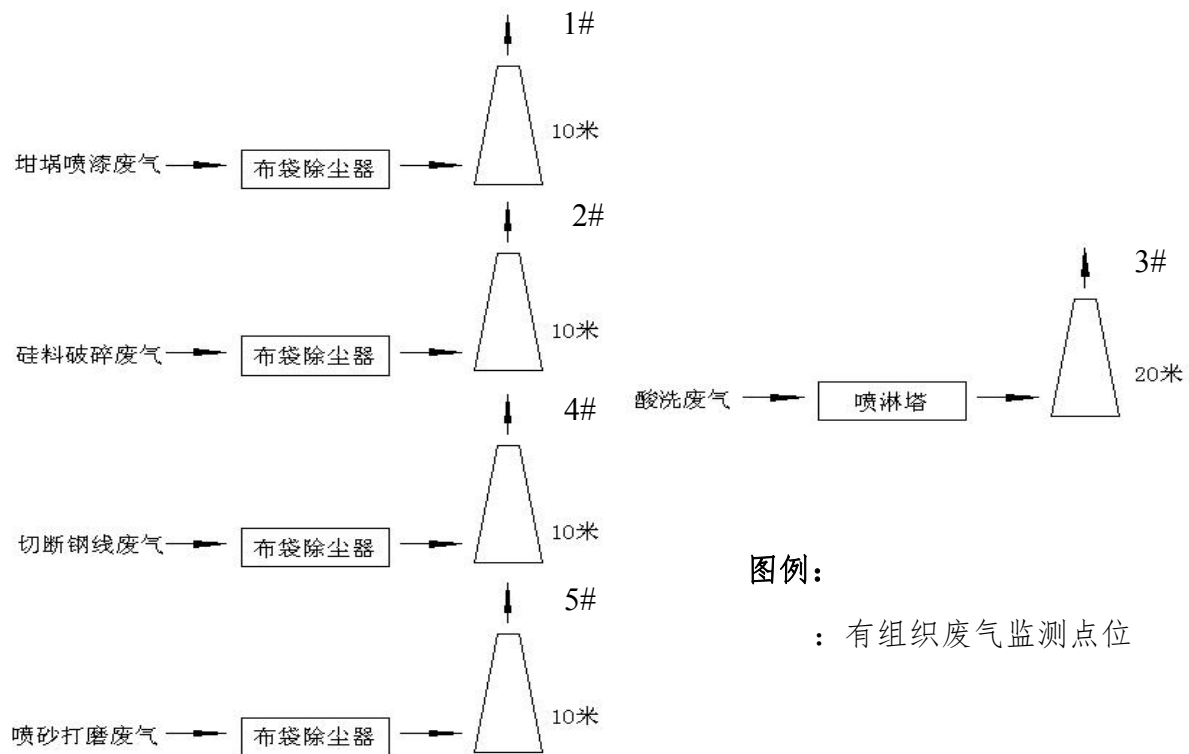 1#
坩埚喷漆废气
布袋除尘器
10米
2#
硅料破碎废气
布袋除尘器
10米
4#
切断钢线废气
布袋除尘器
10米
5#
喷砂打磨废气
布袋除尘器
10米
3#
酸洗废气
喷淋塔
20米
图例：
：有组织废气监测点位